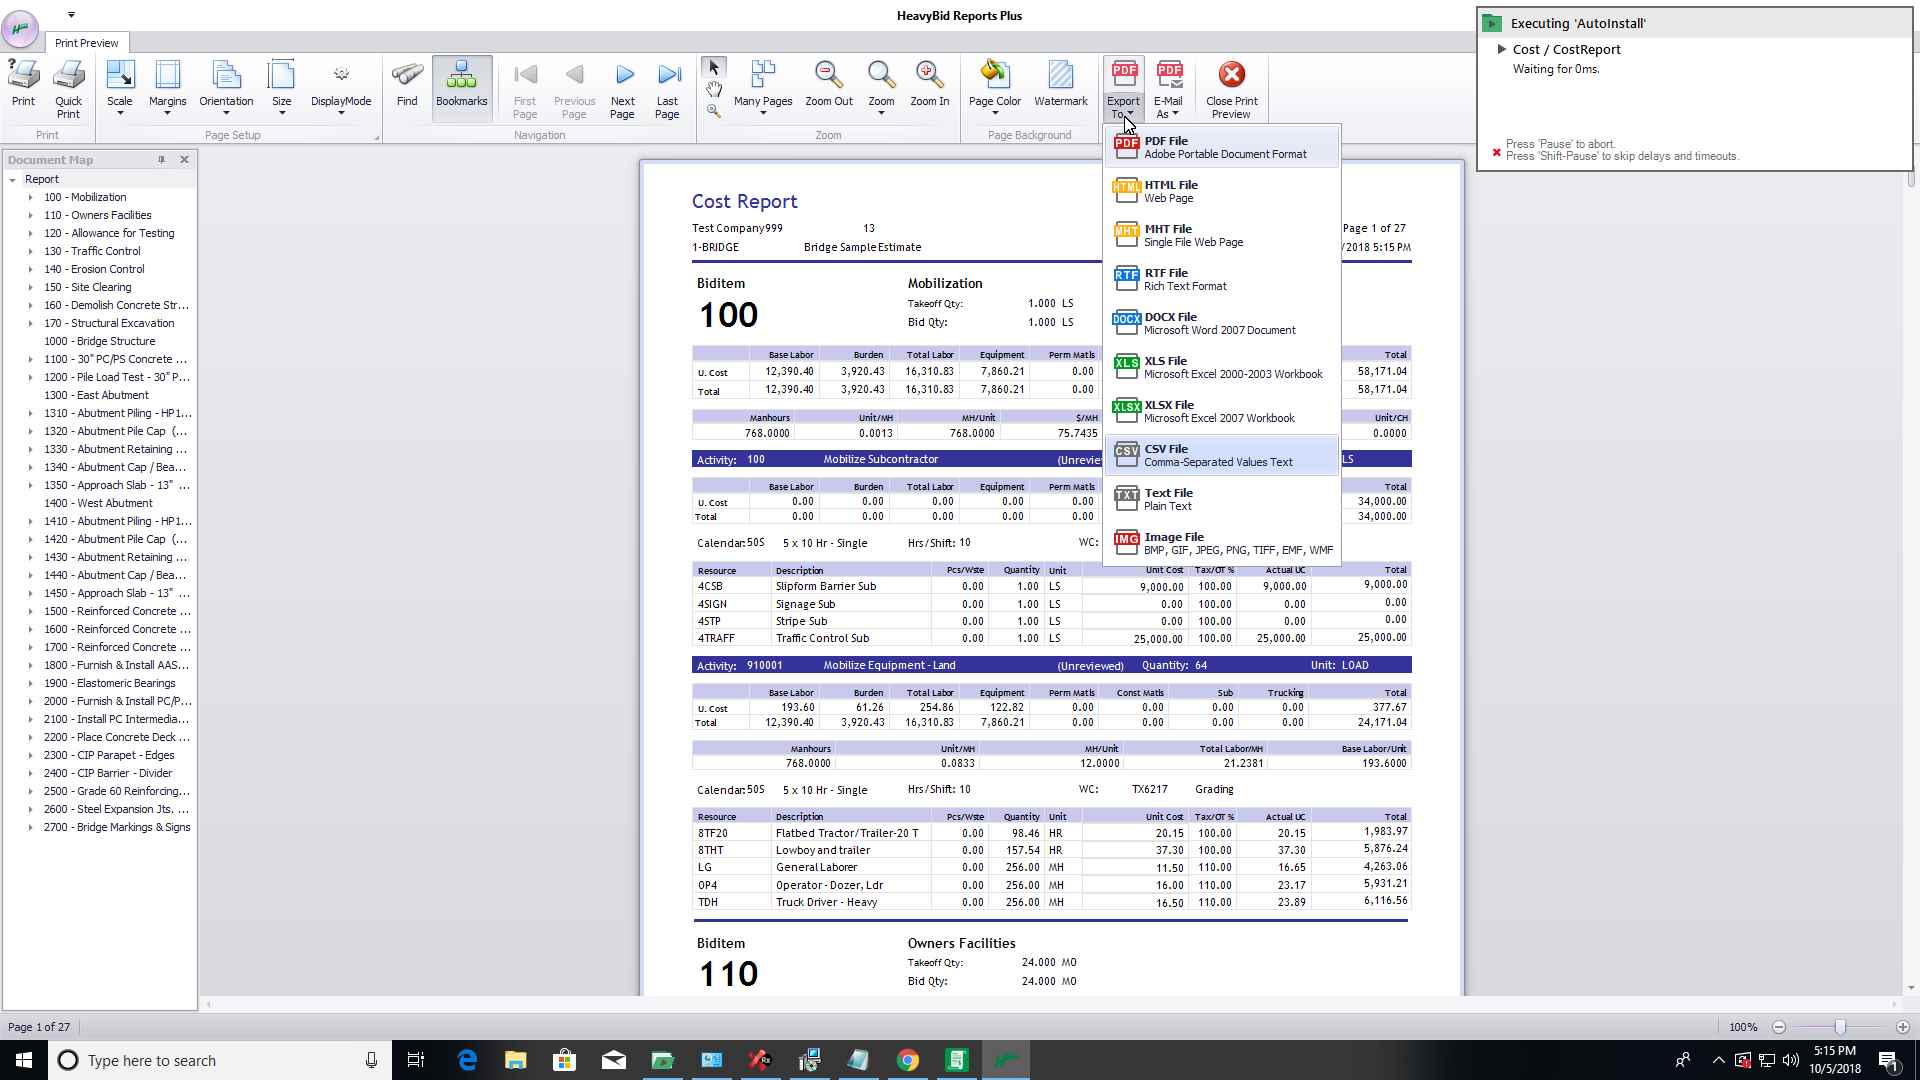 HeavyBid Reports Plus
Print Preview
Print
Quick
Print
Scale
Margins
Orientation
Size
DisplayMode
Find
Bookmarks
First
Page
Previous
Page
Next
Page
Last
Page
Many Pages
Zoom Out
Zoom
Zoom In
Page Color
Watermark
PDF
Export
To
PDF
E-Mail
As
Close Print
Preview
Print
Page Setup
Navigation
Zoom
Page Background
Executing 'AutoInstall'
Cost / CostReport
Waiting for 0ms.
Press 'Pause' to abort.
Press 'Shift-Pause' to skip delays and timeouts.
Document Map
Report
100 - Mobilization
110 - Owners Facilities
120 - Allowance for Testing
130 - Traffic Control
140 - Erosion Control
150 - Site Clearing
160 - Demolish Concrete Str...
170 - Structural Excavation
1000 - Bridge Structure
1100 - 30" PC/PS Concrete ...
1200 - Pile Load Test - 30" P...
1300 - East Abutment
1310 - Abutment Piling - HP1...
1320 - Abutment Pile Cap (...
1330 - Abutment Retaining ...
1340 - Abutment Cap / Bea...
1350 - Approach Slab - 13" ...
1400 - West Abutment
1410 - Abutment Piling - HP1...
1420 - Abutment Pile Cap (...
1430 - Abutment Retaining ...
1440 - Abutment Cap / Bea...
1450 - Approach Slab - 13" ...
1500 - Reinforced Concrete ...
1600 - Reinforced Concrete ...
1700 - Reinforced Concrete ...
1800 - Furnish & Install AAS...
1900 - Elastomeric Bearings
2000 - Furnish & Install PC/P...
2100 - Install PC Intermedia...
2200 - Place Concrete Deck ...
2300 - CIP Parapet - Edges
2400 - CIP Barrier - Divider
2500 - Grade 60 Reinforcing...
2600 - Steel Expansion Jts. ...
2700 - Bridge Markings & Signs
PDF PDF File
Adobe Portable Document Format
HTML HTML File
Web Page
MHT MHT File
Single File Web Page
RTF RTF File
Rich Text Format
DOCX DOCX File
Microsoft Word 2007 Document
XLS XLS File
Microsoft Excel 2000-2003 Workbook
XLSX XLSX File
Microsoft Excel 2007 Workbook
CSV CSV File
Comma-Separated Values Text
TXT Text File
Plain Text
IMG Image File
BMP, GIF, JPEG, PNG, TIFF, EMF, WMF
Cost Report
Test Company999 13 Page 1 of 27
1-BRIDGE Bridge Sample Estimate /2018 5:15 PM
Biditem Mobilization
100 Takeoff Qty: 1.000 LS
Bid Qty: 1.000 LS
Base Labor Burden Total Labor Equipment Perm Matls Total
U. Cost 12,390.40 3,920.43 16,310.83 7,860.21 0.00 58,171.04
Total 12,390.40 3,920.43 16,310.83 7,860.21 0.00 58,171.04
Manhours Unit/MH MH/Unit $/MH Unit/CH
768.0000 0.0013 768.0000 75.7435 0.0000
Activity: 100 Mobilize Subcontractor (Unrevie LS
Base Labor Burden Total Labor Equipment Perm Matls Total
U. Cost 0.00 0.00 0.00 0.00 0.00 34,000.00
Total 0.00 0.00 0.00 0.00 0.00 34,000.00
Calendar: 50S 5 x 10 Hr - Single Hrs/Shift: 10 WC:
Resource Description Pcs/Wste Quantity Unit Unit Cost Tax/OT % Actual UC Total
4CSB Slipform Barrier Sub 0.00 1.00 LS 9,000.00 100.00 9,000.00 9,000.00
4SIGN Signage Sub 0.00 1.00 LS 0.00 100.00 0.00 0.00
4STP Stripe Sub 0.00 1.00 LS 0.00 100.00 0.00 0.00
4TRAFF Traffic Control Sub 0.00 1.00 LS 25,000.00 100.00 25,000.00 25,000.00
Activity: 910001 Mobilize Equipment - Land (Unreviewed) Quantity: 64 Unit: LOAD
Base Labor Burden Total Labor Equipment Perm Matls Const Matls Sub Trucking Total
U. Cost 193.60 61.26 254.86 122.82 0.00 0.00 0.00 0.00 377.67
Total 12,390.40 3,920.43 16,310.83 7,860.21 0.00 0.00 0.00 0.00 24,171.04
Manhours Unit/MH MH/Unit Total Labor/MH Base Labor/Unit
768.0000 0.0833 12.0000 21.2381 193.6000
Calendar: 50S 5 x 10 Hr - Single Hrs/Shift: 10 WC: TX6217 Grading
Resource Description Pcs/Wste Quantity Unit Unit Cost Tax/OT % Actual UC Total
8TF20 Flatbed Tractor/Trailer-20 T 0.00 98.46 HR 20.15 100.00 20.15 1,983.97
8THT Lowboy and trailer 0.00 157.54 HR 37.30 100.00 37.30 5,876.24
LG General Laborer 0.00 256.00 MH 11.50 110.00 16.65 4,263.06
OP4 Operator - Dozer, Ldr 0.00 256.00 MH 16.00 110.00 23.17 5,931.21
TDH Truck Driver - Heavy 0.00 256.00 MH 16.50 110.00 23.89 6,116.56
Biditem Owners Facilities
110 Takeoff Qty: 24.000 MO
Bid Qty: 24.000 MO
Page 1 of 27
100%
Type here to search
5:15 PM
10/5/2018
1